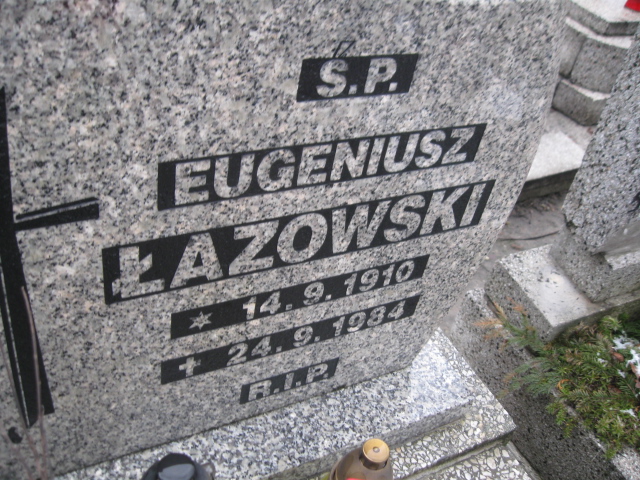 Ś.P.
EUGENIUSZ
ŁAZOWSKI
* 14.9.1910
+ 24.9.1984
R.I.P.